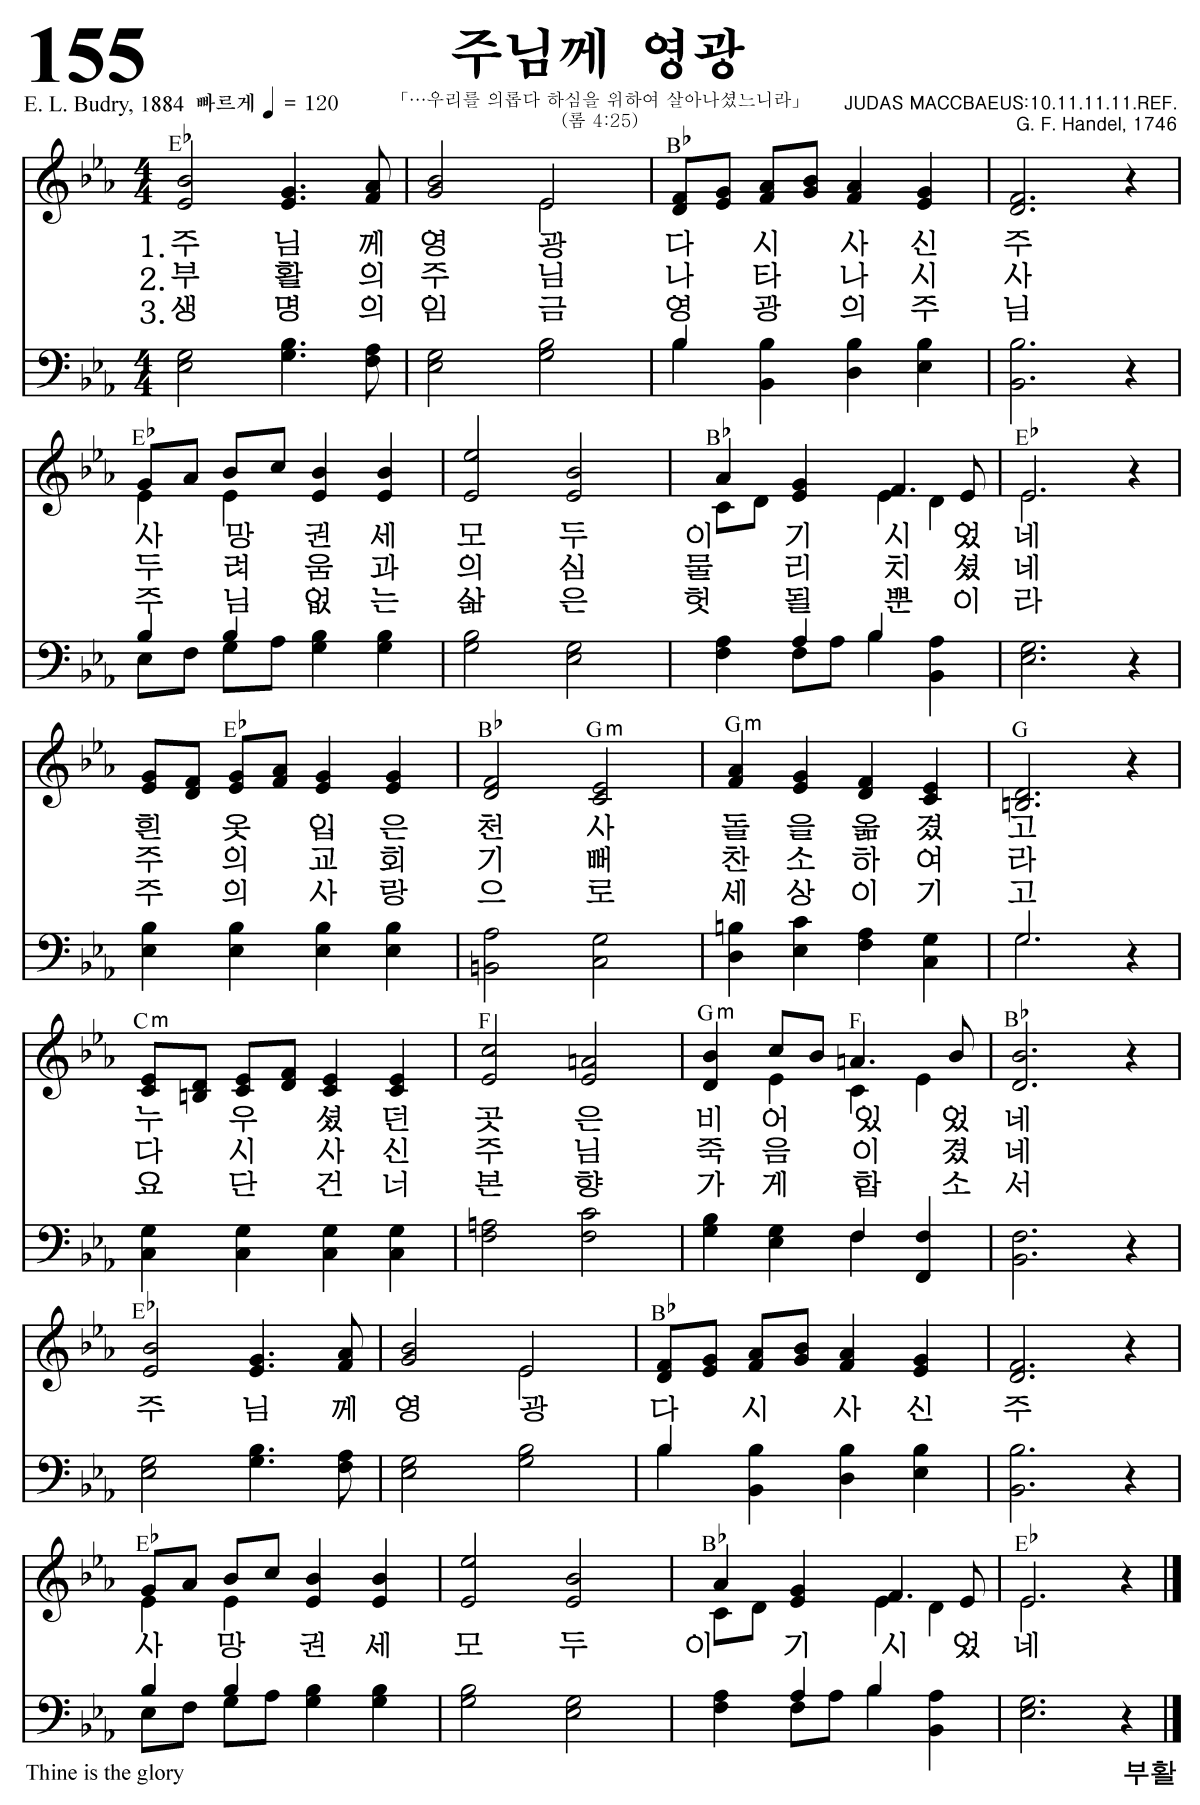 155
주님께 영광
E. L. Budry, 1884 빠르게 ♩ = 120
「…우리를 의롭다 하심을 위하여 살아나셨느니라」
(롬 4:25)
JUDAS MACCBAEUS:10.11.11.11.REF.
G. F. Handel, 1746
E♭ B♭
1. 주 님 께 영 광 다 시 사 신 주
2. 부 활 의 주 님 나 타 나 시 사
3. 생 명 의 임 금 영 광 의 주 님
E♭ B♭ E♭
사 망 권 세 모 두 이 기 시 었 네
두 려 움 과 의 심 물 리 치 셨 네
주 님 없 는 삶 은 헛 될 뿐 이 라
E♭ B♭ Gm Gm G
흰 옷 입 은 천 사 돌 을 옮 겼 고
주 의 교 회 기 뻐 찬 소 하 여 라
주 의 사 랑 으 로 세 상 이 기 고
Cm F Gm F B♭
누 우 셨 던 곳 은 비 어 있 었 네
다 시 사 신 주 님 죽 음 이 겼 네
요 단 건 너 본 향 가 게 합 소 서
E♭ B♭
주 님 께 영 광 다 시 사 신 주
E♭ B♭ E♭
사 망 권 세 모 두 이 기 시 었 네
Thine is the glory
부활